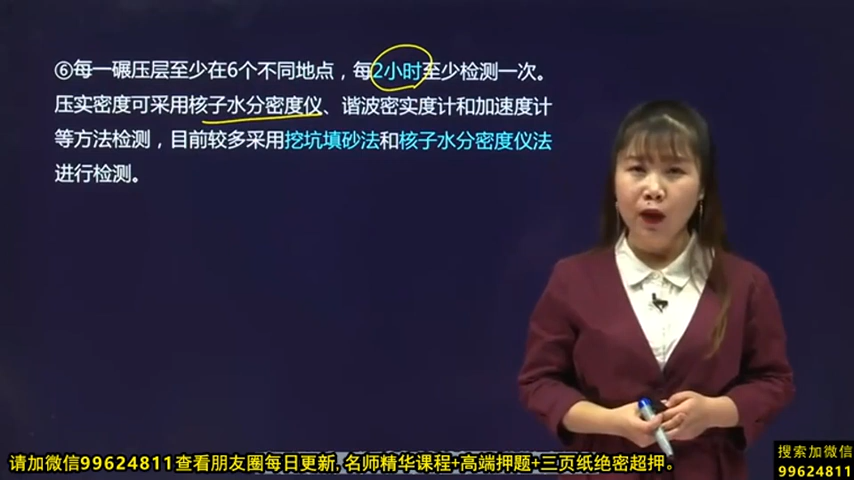 ⑥每一碾压层至少在6个不同地点，每2小时至少检测一次。
压实密度可采用核子水分密度仪、谐波密实度计和加速度计
等方法检测，目前较多采用挖坑填砂法和核子水分密度仪法
进行检测。
请加微信99624811查看朋友圈每日更新,名师精华课程+高端押题+三页纸绝密超押。
搜索加微信
99624811